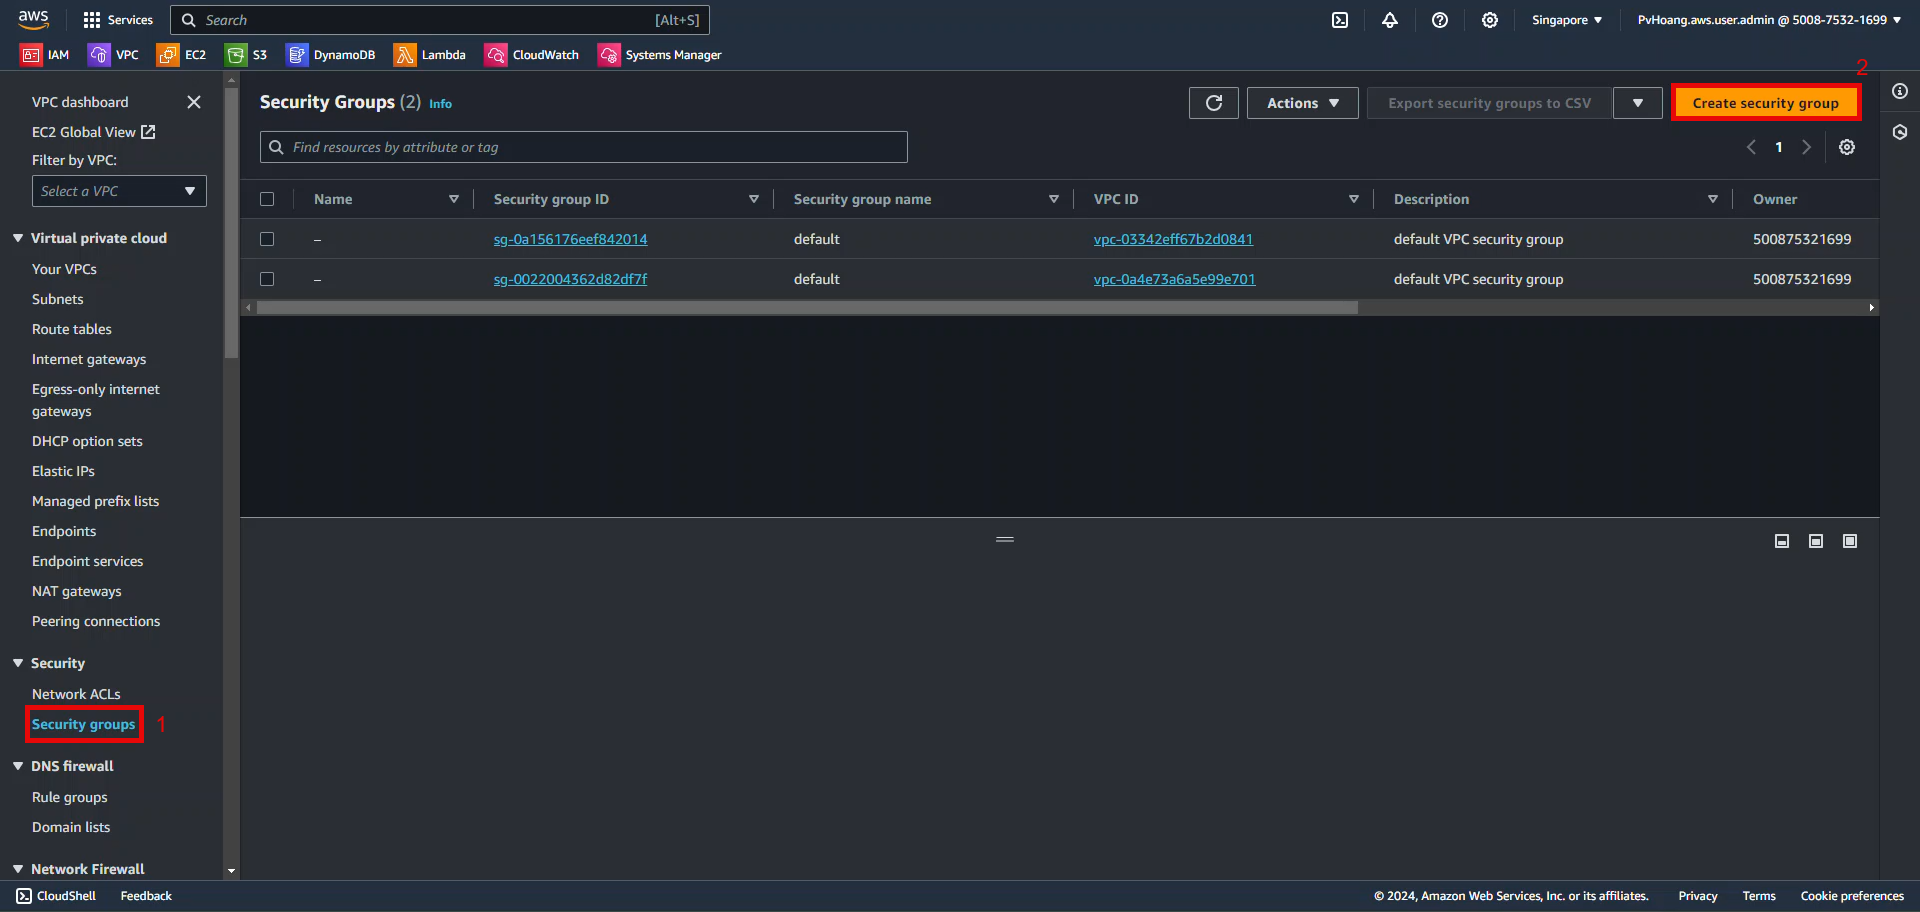 aws Services Search [Alt+S] Singapore PvHoang.aws.user.admin @ 5008-7532-1699
IAM VPC EC2 S3 DynamoDB Lambda CloudWatch Systems Manager
VPC dashboard
EC2 Global View
Filter by VPC:
Select a VPC
Virtual private cloud
Your VPCs
Subnets
Route tables
Internet gateways
Egress-only internet
gateways
DHCP option sets
Elastic IPs
Managed prefix lists
Endpoints
Endpoint services
NAT gateways
Peering connections
Security
Network ACLs
Security groups 1
DNS firewall
Rule groups
Domain lists
Network Firewall
2
Security Groups (2) Info Actions Export security groups to CSV Create security group
Find resources by attribute or tag 1
Name Security group ID Security group name VPC ID Description Owner
– sg-0a156176eef842014 default vpc-03342eff67b2d0841 default VPC security group 500875321699
– sg-0022004362d82df7f default vpc-0a4e73a6a5e99e701 default VPC security group 500875321699
CloudShell Feedback © 2024, Amazon Web Services, Inc. or its affiliates. Privacy Terms Cookie preferences